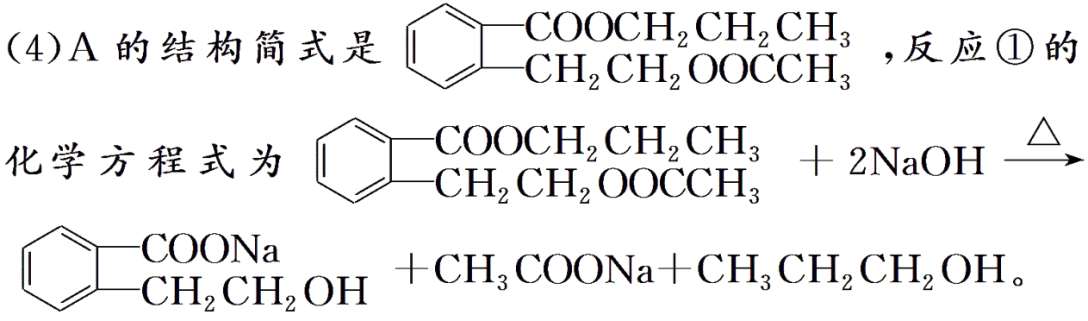 (4)A 的结构简式是 COOCH₂CH₂CH₃ CH₂CH₂OOCCH₃ ,反应①的
化学方程式为 COOCH₂CH₂CH₃ CH₂CH₂OOCCH₃ + 2NaOH △→
COONa CH₂CH₂OH +CH₃COONa+CH₃CH₂CH₂OH。